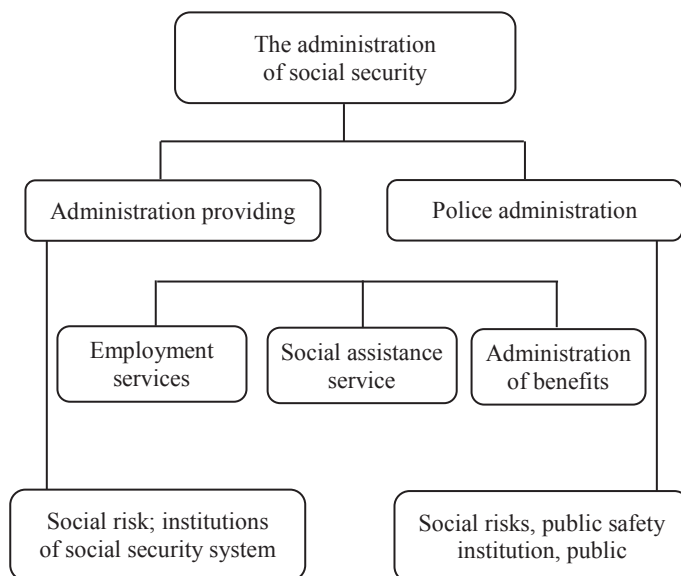 The administration
of social security
Administration providing
Police administration
Employment
services
Social assistance
service
Administration
of benefits
Social risk; institutions
of social security system
Social risks, public safety
institution, public